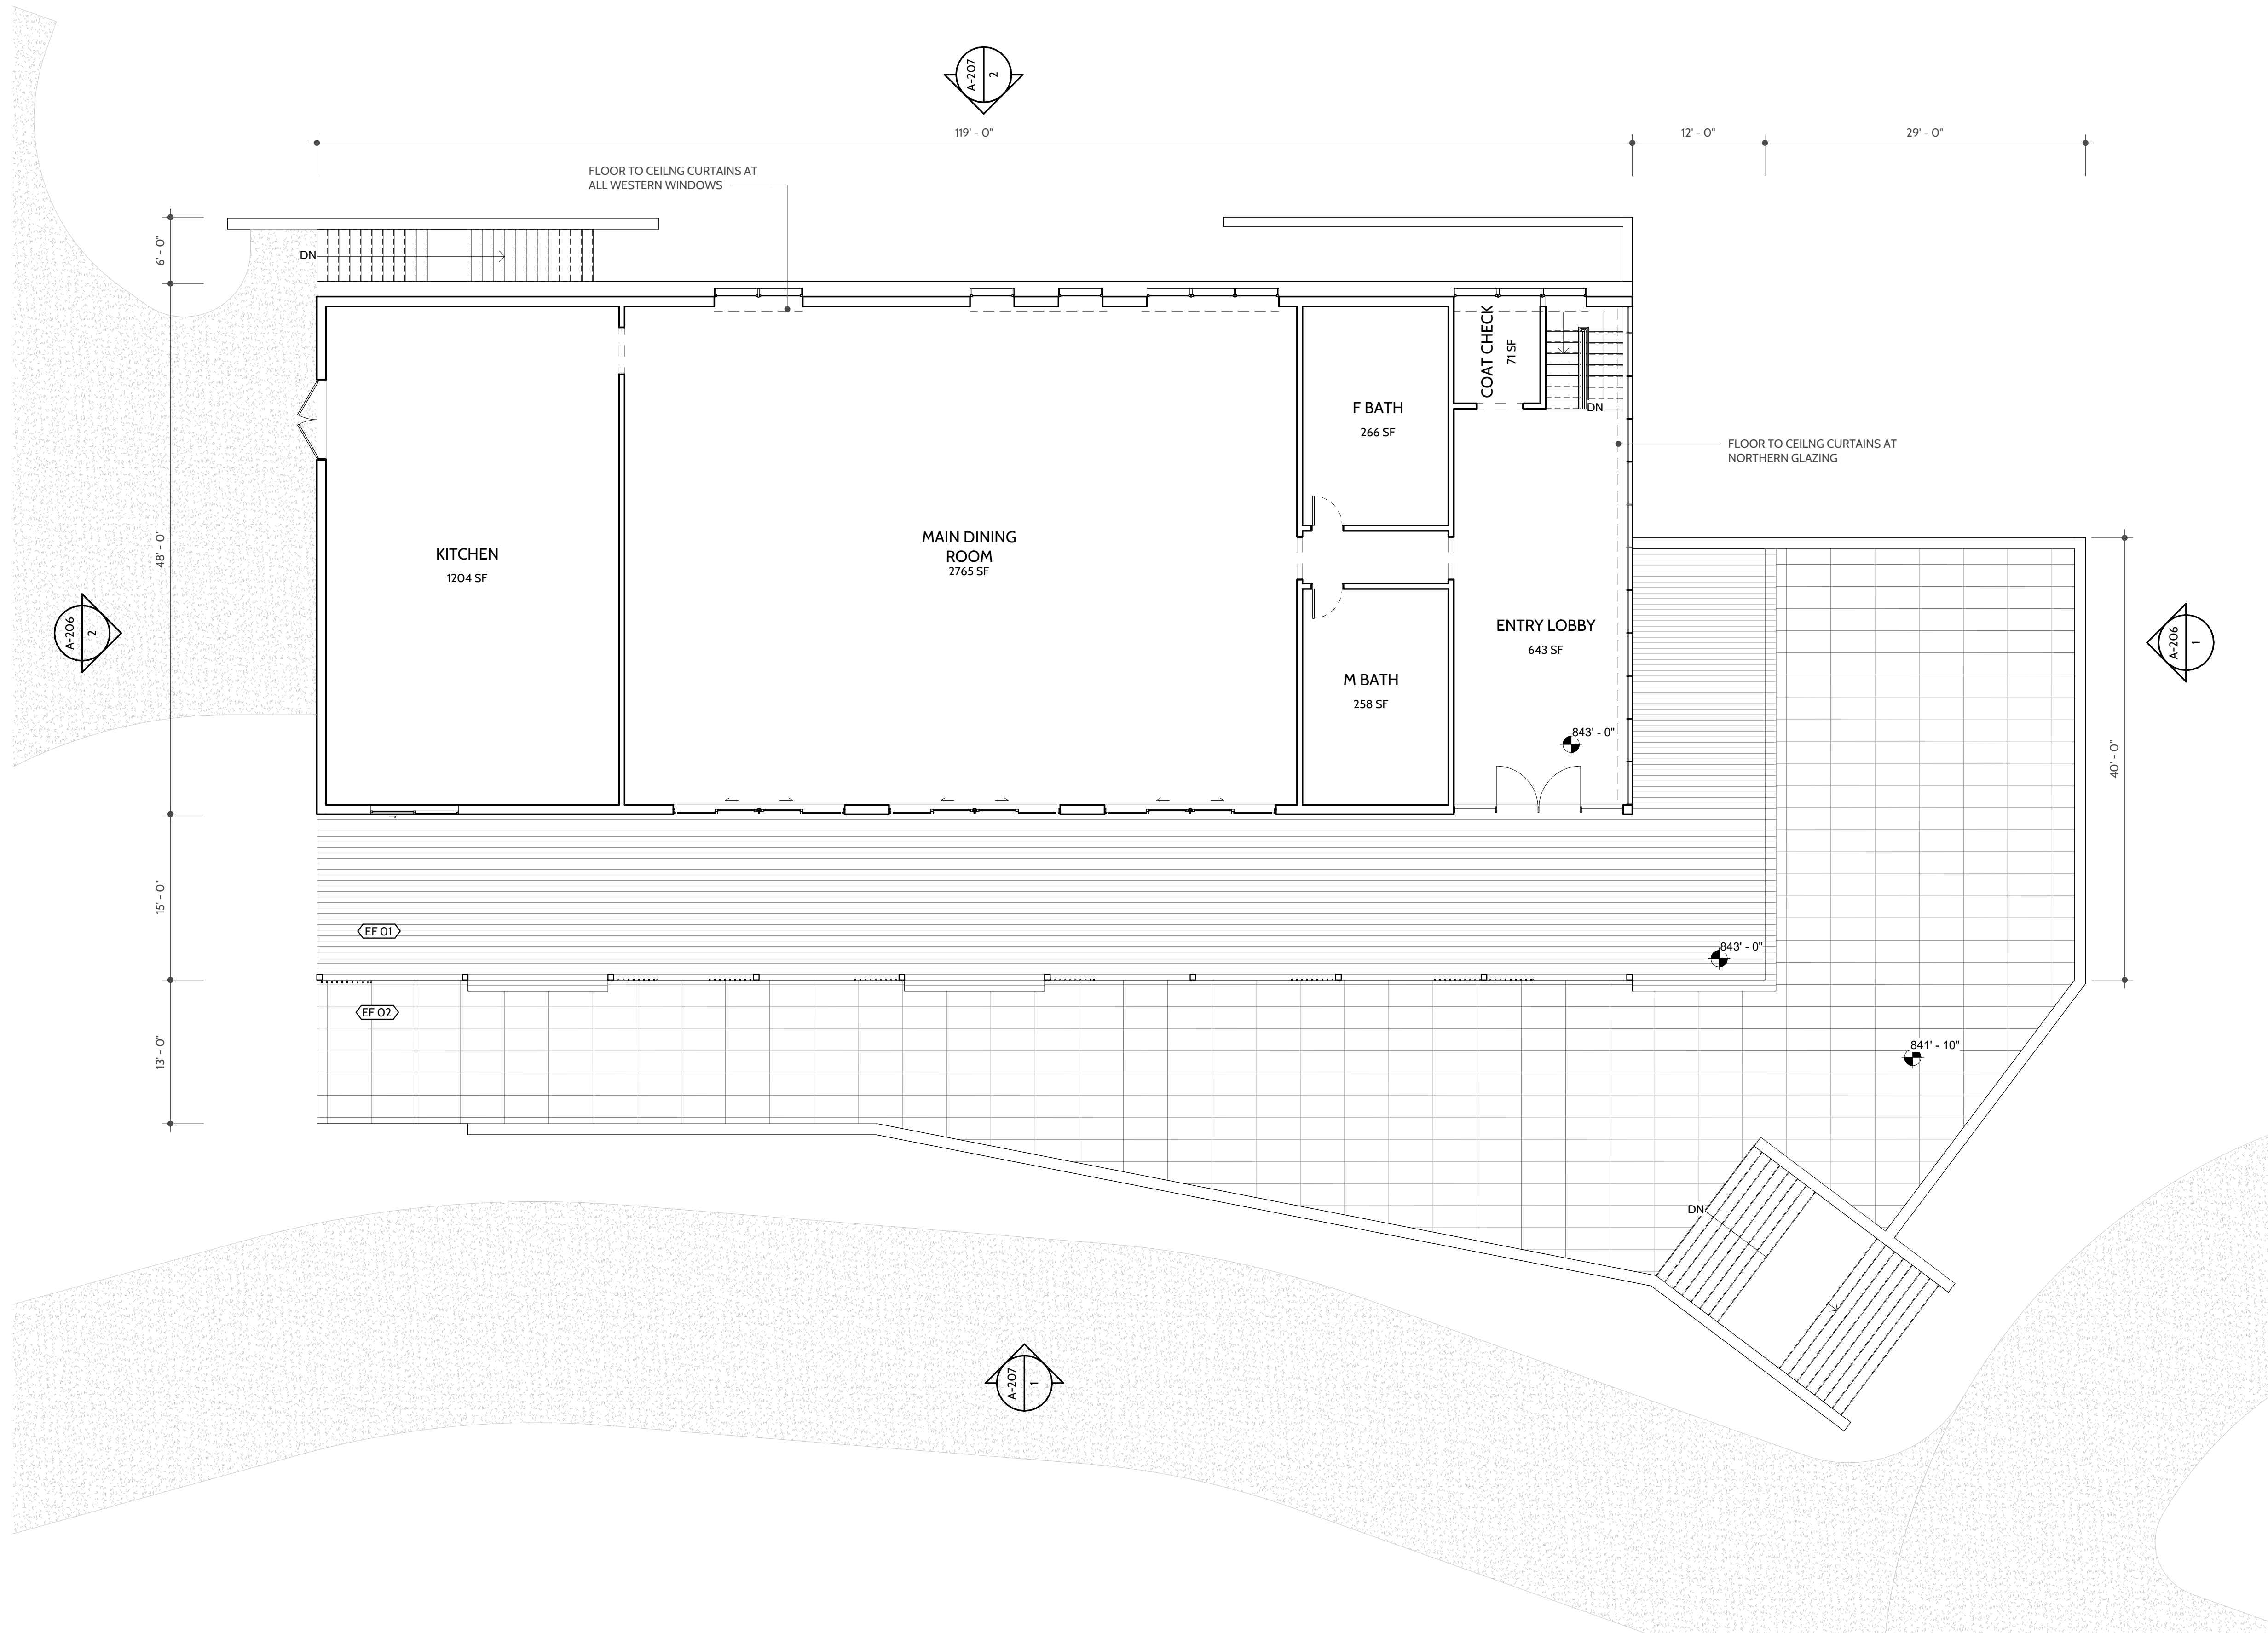 A-207
2
119' - 0"
12' - 0"
29' - 0"
FLOOR TO CEILNG CURTAINS AT
ALL WESTERN WINDOWS
6' - 0"
DN
COAT CHECK
71 SF
F BATH
266 SF
DN
FLOOR TO CEILNG CURTAINS AT
NORTHERN GLAZING
48' - 0"
KITCHEN
1204 SF
MAIN DINING
ROOM
2765 SF
A-206
2
ENTRY LOBBY
643 SF
A-206
1
M BATH
258 SF
843' - 0"
40' - 0"
15' - 0"
EF 01
843' - 0"
EF 02
13' - 0"
841' - 10"
DN
A-207
1